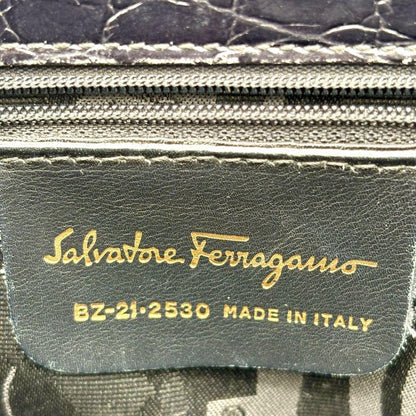 Salvatore Ferragamo
BZ-21·2530 MADE IN ITALY